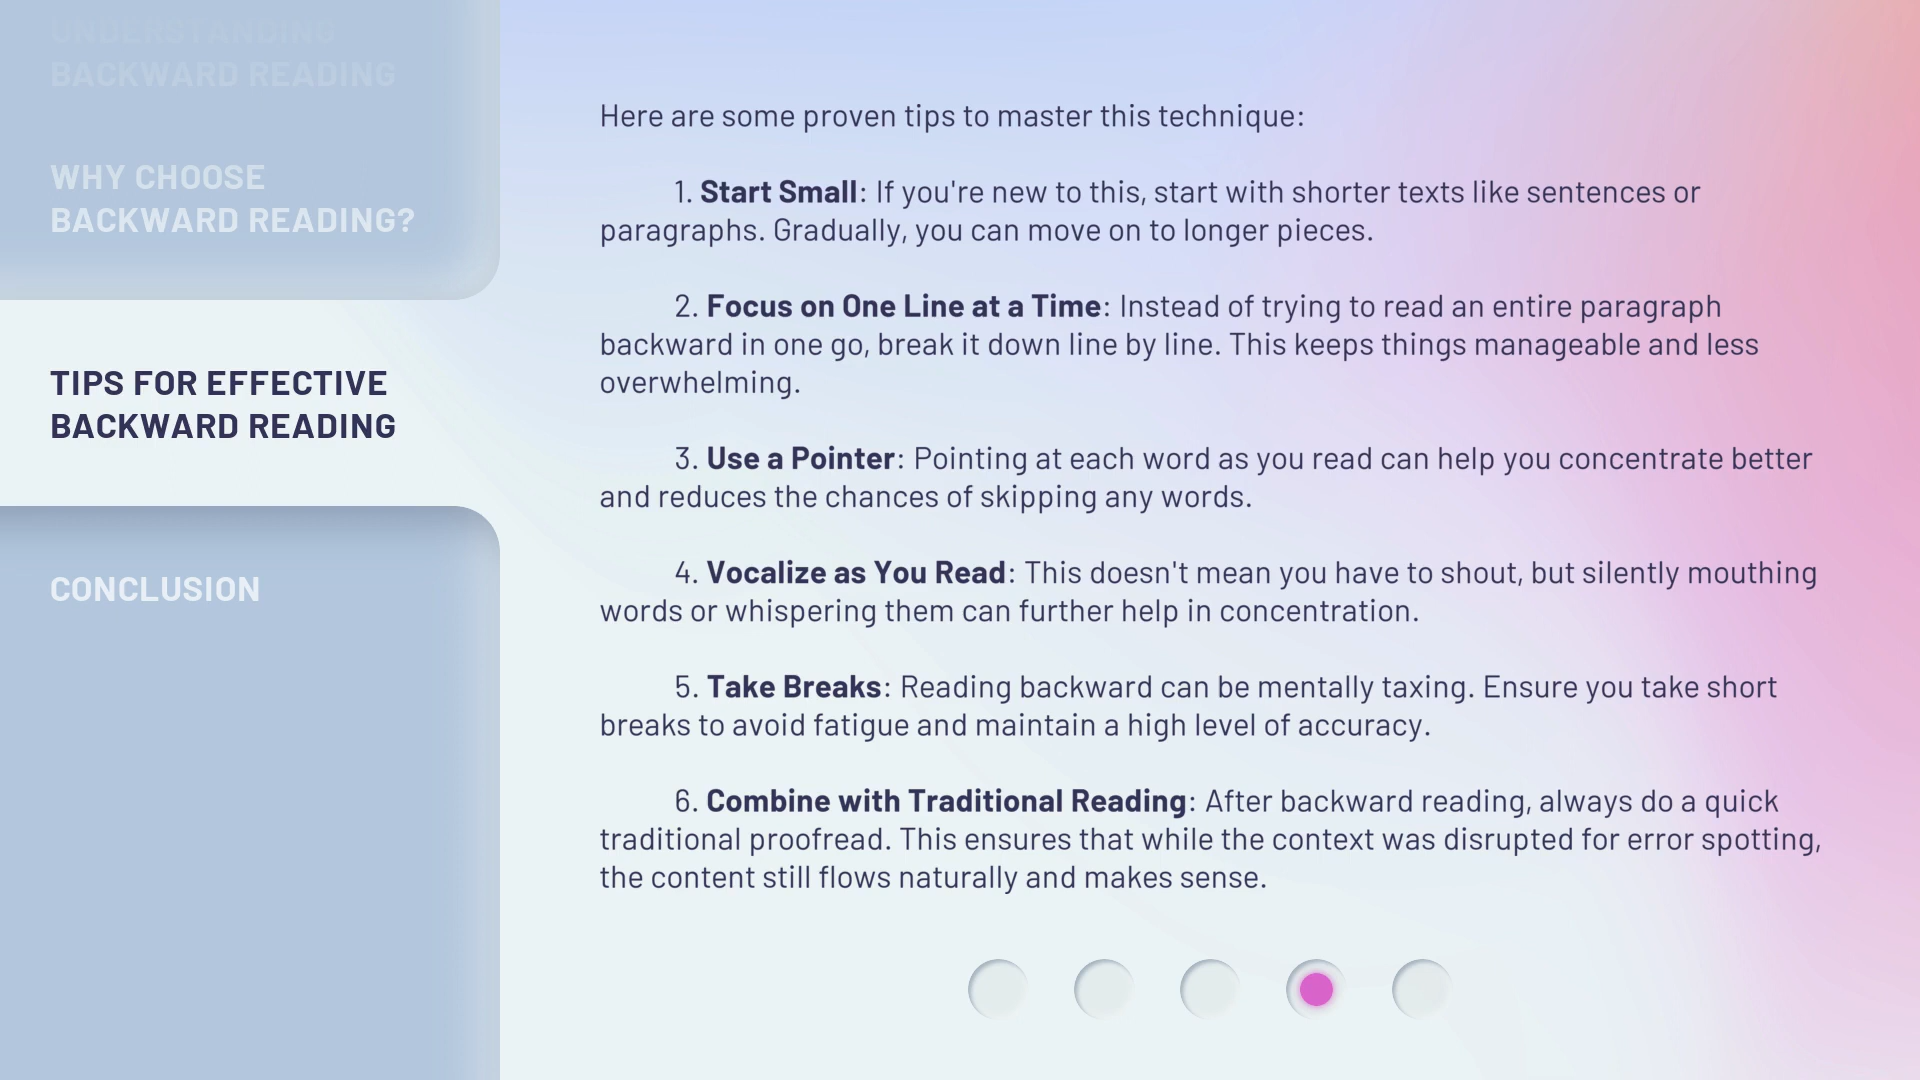 UNDERSTANDING
BACKWARD READING
WHY CHOOSE
BACKWARD READING?
TIPS FOR EFFECTIVE
BACKWARD READING
CONCLUSION
Here are some proven tips to master this technique:
1. Start Small: If you're new to this, start with shorter texts like sentences or
paragraphs. Gradually, you can move on to longer pieces.
2. Focus on One Line at a Time: Instead of trying to read an entire paragraph
backward in one go, break it down line by line. This keeps things manageable and less
overwhelming.
3. Use a Pointer: Pointing at each word as you read can help you concentrate better
and reduces the chances of skipping any words.
4. Vocalize as You Read: This doesn't mean you have to shout, but silently mouthing
words or whispering them can further help in concentration.
5. Take Breaks: Reading backward can be mentally taxing. Ensure you take short
breaks to avoid fatigue and maintain a high level of accuracy.
6. Combine with Traditional Reading: After backward reading, always do a quick
traditional proofread. This ensures that while the context was disrupted for error spotting,
the content still flows naturally and makes sense.